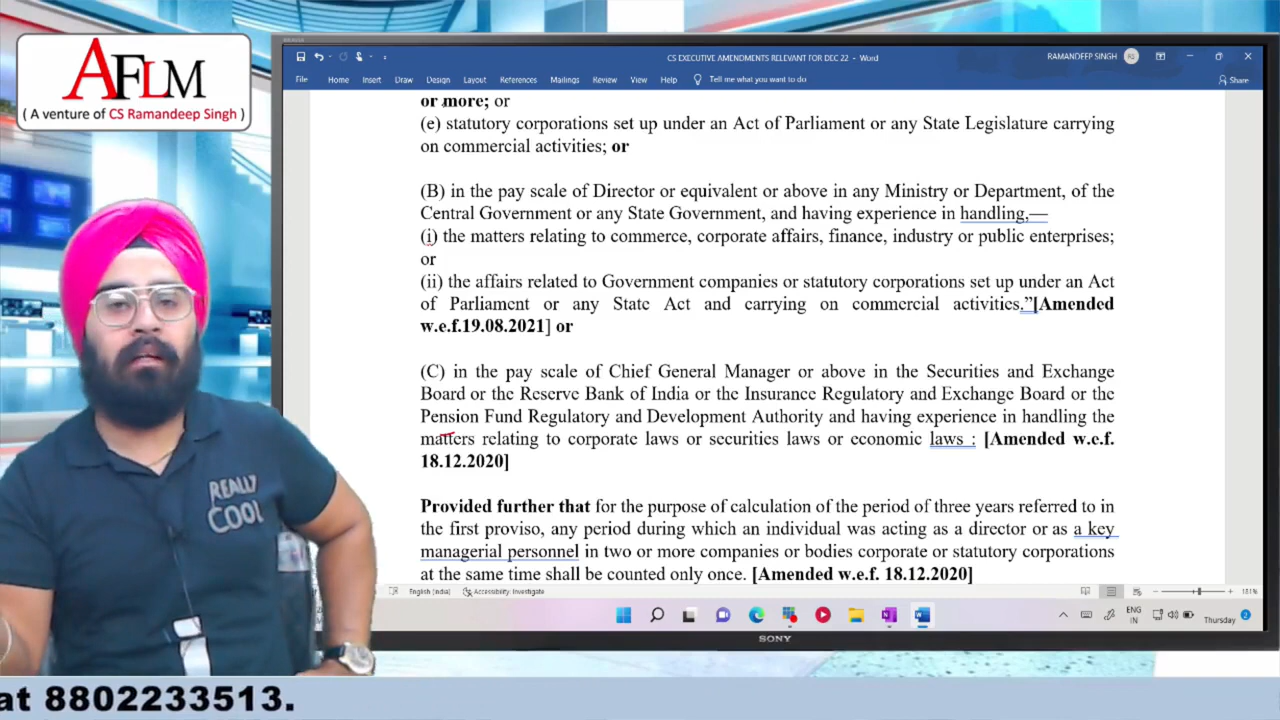 AFLM
( A venture of CS Ramandeep Singh )
BRAVIA
CS EXECUTIVE AMENDMENTS RELEVANT FOR DEC 22 - Word
RAMANDEEP SINGH
RS
File Home Insert Draw Design Layout References Mailings Review View Help Tell me what you want to do Share
or more; or
(e) statutory corporations set up under an Act of Parliament or any State Legislature carrying
on commercial activities; or
(B) in the pay scale of Director or equivalent or above in any Ministry or Department, of the
Central Government or any State Government, and having experience in handling,—
(i) the matters relating to commerce, corporate affairs, finance, industry or public enterprises;
or
(ii) the affairs related to Government companies or statutory corporations set up under an Act
of Parliament or any State Act and carrying on commercial activities.”[Amended
w.e.f.19.08.2021] or
(C) in the pay scale of Chief General Manager or above in the Securities and Exchange
Board or the Reserve Bank of India or the Insurance Regulatory and Exchange Board or the
Pension Fund Regulatory and Development Authority and having experience in handling the
matters relating to corporate laws or securities laws or economic laws : [Amended w.e.f.
18.12.2020]
Provided further that for the purpose of calculation of the period of three years referred to in
the first proviso, any period during which an individual was acting as a director or as a key
managerial personnel in two or more companies or bodies corporate or statutory corporations
at the same time shall be counted only once. [Amended w.e.f. 18.12.2020]
English (India) Accessibility: Investigate
181%
ENG
IN
Thursday
2
SONY
REALLY
COOL
at 8802233513.